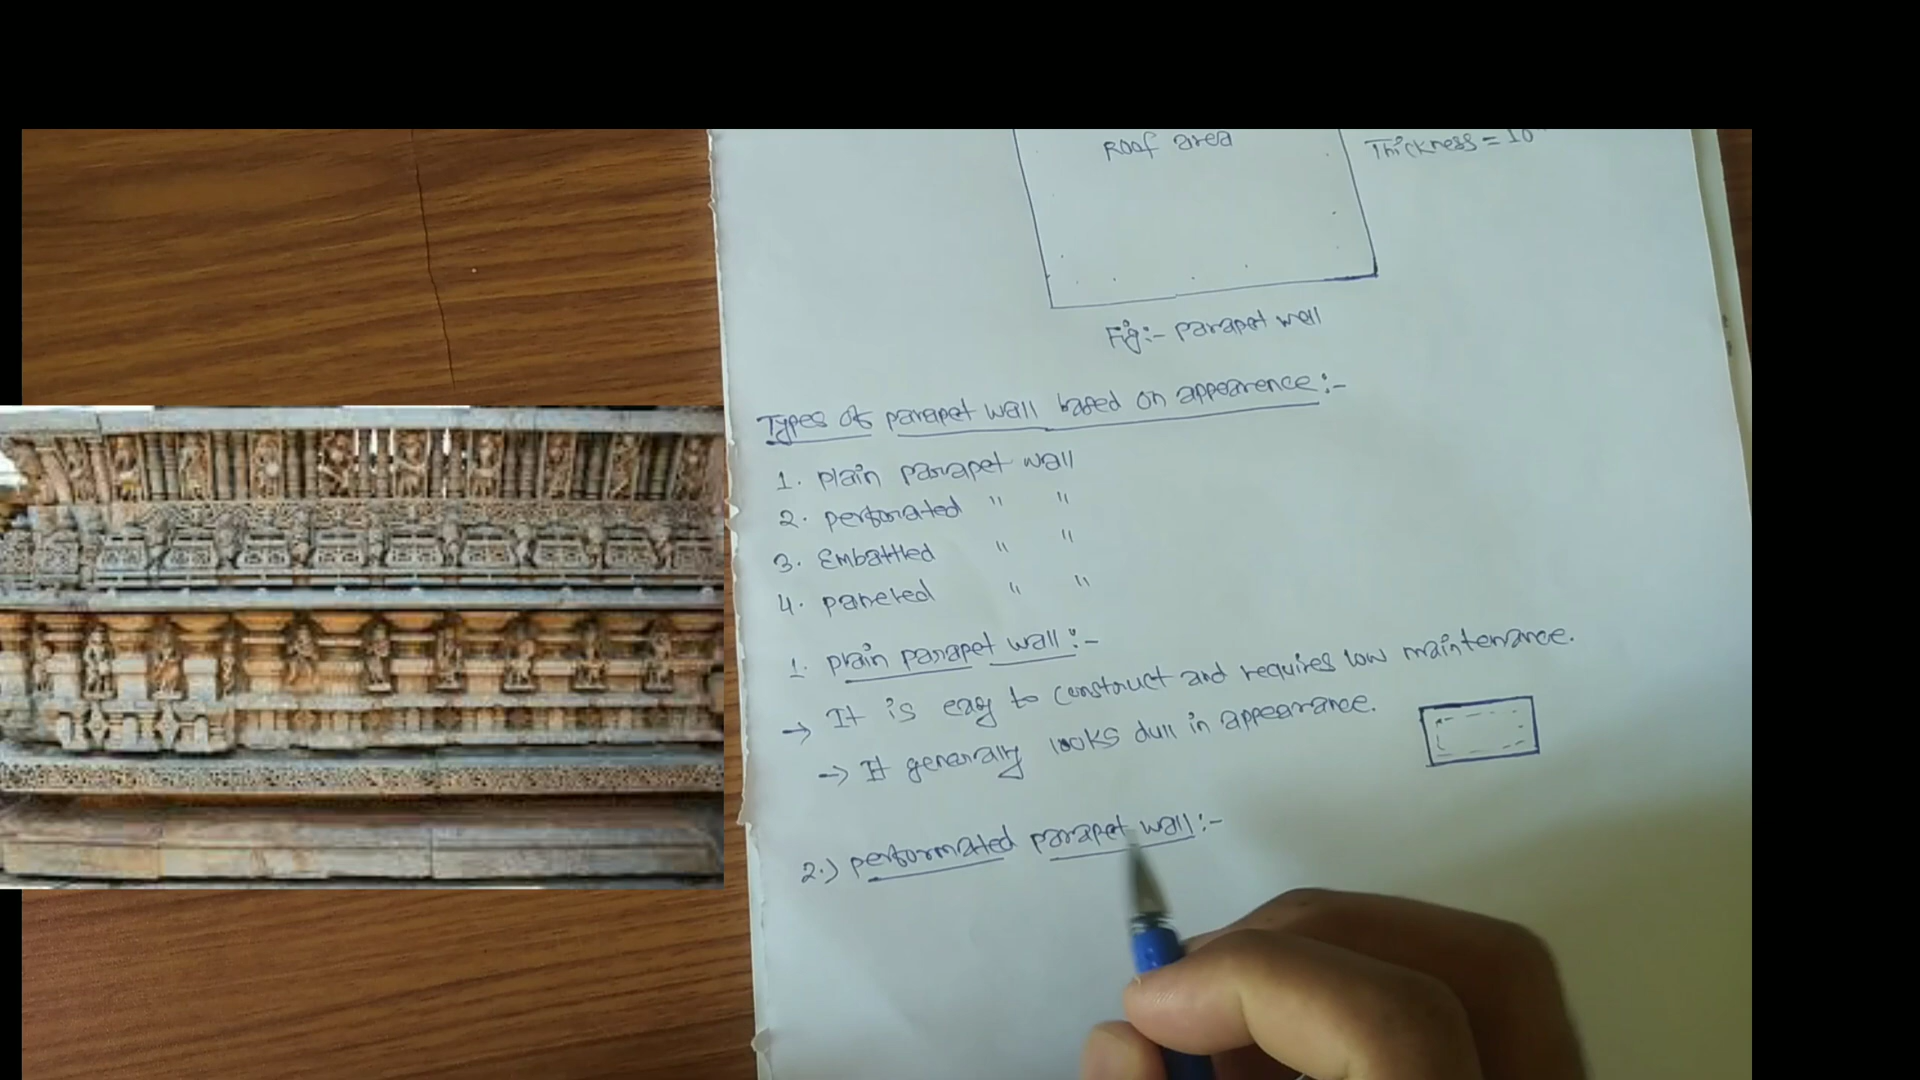 Roof area
Thickness = 10
Fig:- Parapet wall
Types of parapet wall based on appearence:-
1. plain parapet wall
2. perforated " "
3. Embattled " "
4. paneled " "
1. plain parapet wall:-
→ It is easy to construct and requires low maintenance.
→ It generally looks dull in appearance.
2.) performated parapet wall:-